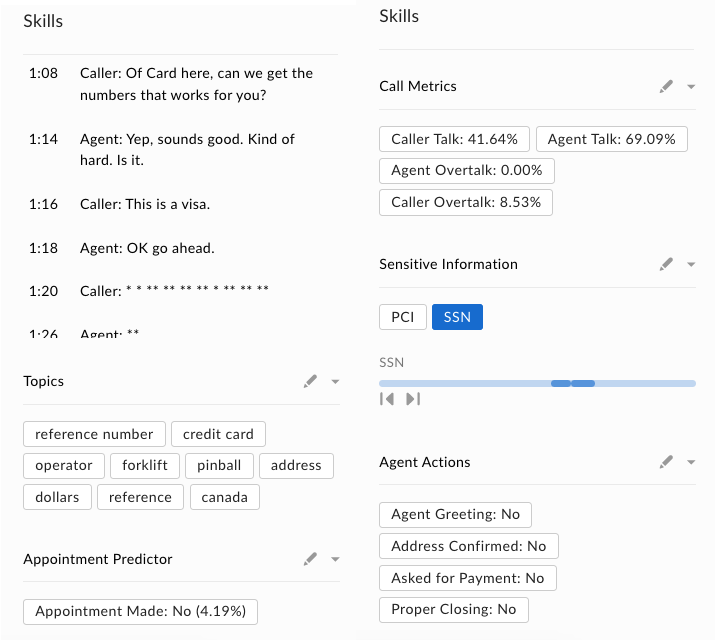 Skills
1:08 Caller: Of Card here, can we get the
numbers that works for you?
1:14 Agent: Yep, sounds good. Kind of
hard. Is it.
1:16 Caller: This is a visa.
1:18 Agent: OK go ahead.
1:20 Caller: * * ** ** ** ** * ** ** **
1:26 Agent: **
Topics
reference number credit card
operator forklift pinball address
dollars reference canada
Appointment Predictor
Appointment Made: No (4.19%)
Skills
Call Metrics
Caller Talk: 41.64% Agent Talk: 69.09%
Agent Overtalk: 0.00%
Caller Overtalk: 8.53%
Sensitive Information
PCI SSN
SSN
Agent Actions
Agent Greeting: No
Address Confirmed: No
Asked for Payment: No
Proper Closing: No